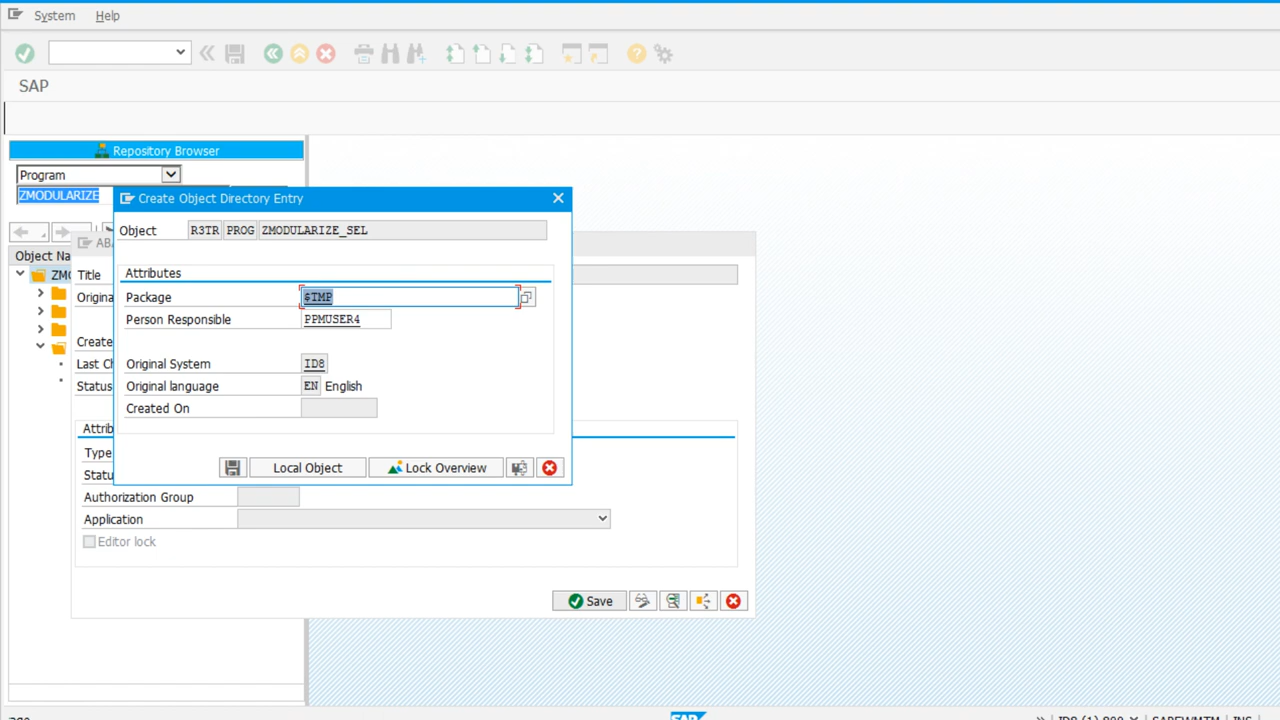 System Help
SAP
Repository Browser
Program
ZMODULARIZE
Create Object Directory Entry
Object R3TR PROG ZMODULARIZE_SEL
Object Na
Attributes
Title
Package $TMP
Origina
Person Responsible PPMUSER4
Create
Last Ch Original System ID8
Status Original language EN English
Created On
Attrib
Type
Local Object Lock Overview
Statu
Authorization Group
Application
Editor lock
Save
SAP